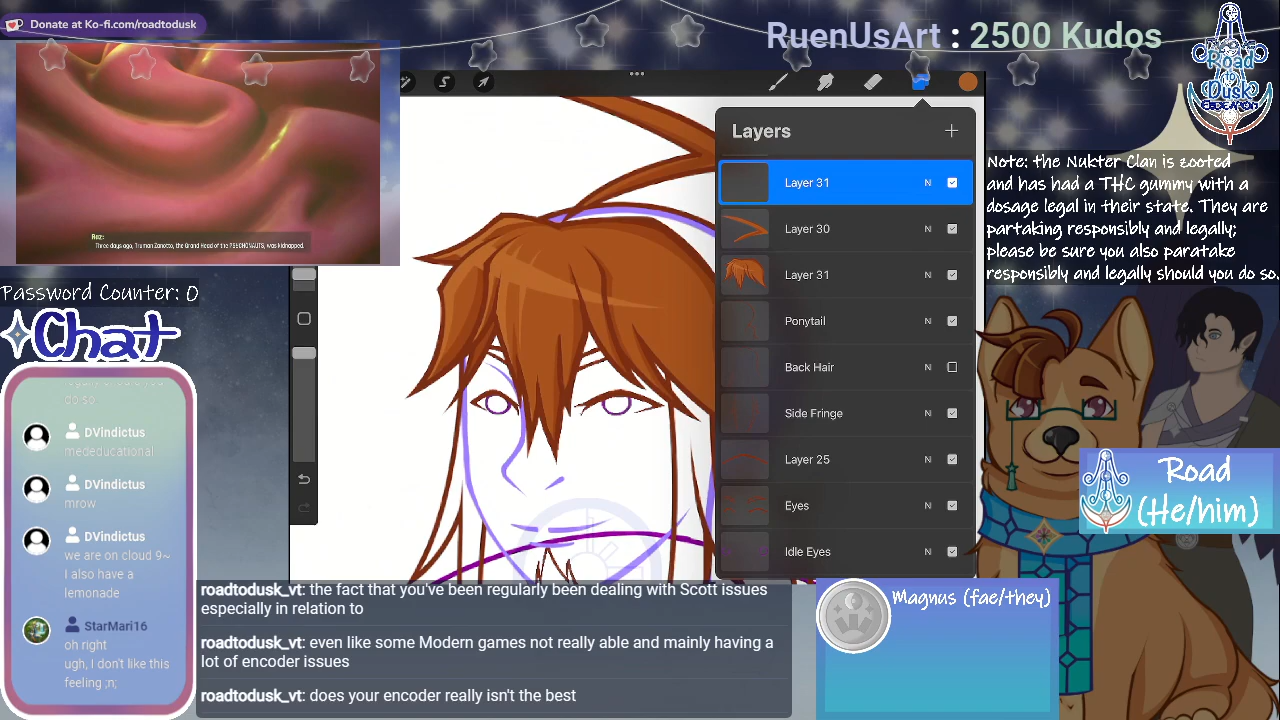 Donate at Ko-fi.com/roadtodusk
RuenUsArt : 2500 Kudos
Road
to
Dusk
Raz:
Three days ago, Truman Zanotto, the Grand Head of the PSYCHONAUTS, was kidnapped.
Layers
Layer 31 N
Layer 30 N
Layer 31 N
Ponytail N
Back Hair N
Side Fringe N
Layer 25 N
Eyes N
Idle Eyes N
Note: the Nukter Clan is zooted
and has had a THC gummy with a
dosage legal in their state. They are
partaking responsibly and legally;
please be sure you also paratake
responsibly and legally should you do so.
Password Counter: 0
Chat
do so
DVindictus
mededucational
DVindictus
mrow
DVindictus
we are on cloud 9~
I also have a
lemonade
StarMari16
oh right
ugh, I don't like this
feeling ;n;
roadtodusk_vt: the fact that you've been regularly been dealing with Scott issues
especially in relation to
roadtodusk_vt: even like some Modern games not really able and mainly having a
lot of encoder issues
roadtodusk_vt: does your encoder really isn't the best
Road
(He/him)
Magnus (fae/they)